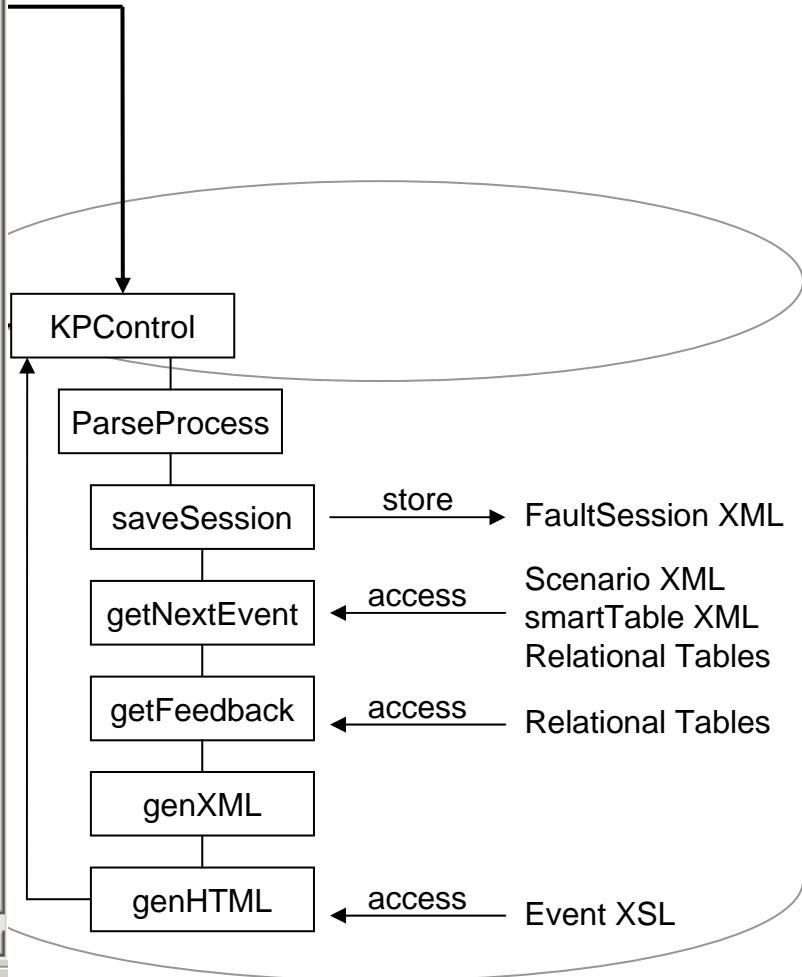 KPControl
ParseProcess
saveSession
store
FaultSession XML
getNextEvent
access
Scenario XML
smartTable XML
Relational Tables
getFeedback
access
Relational Tables
genXML
genHTML
access
Event XSL